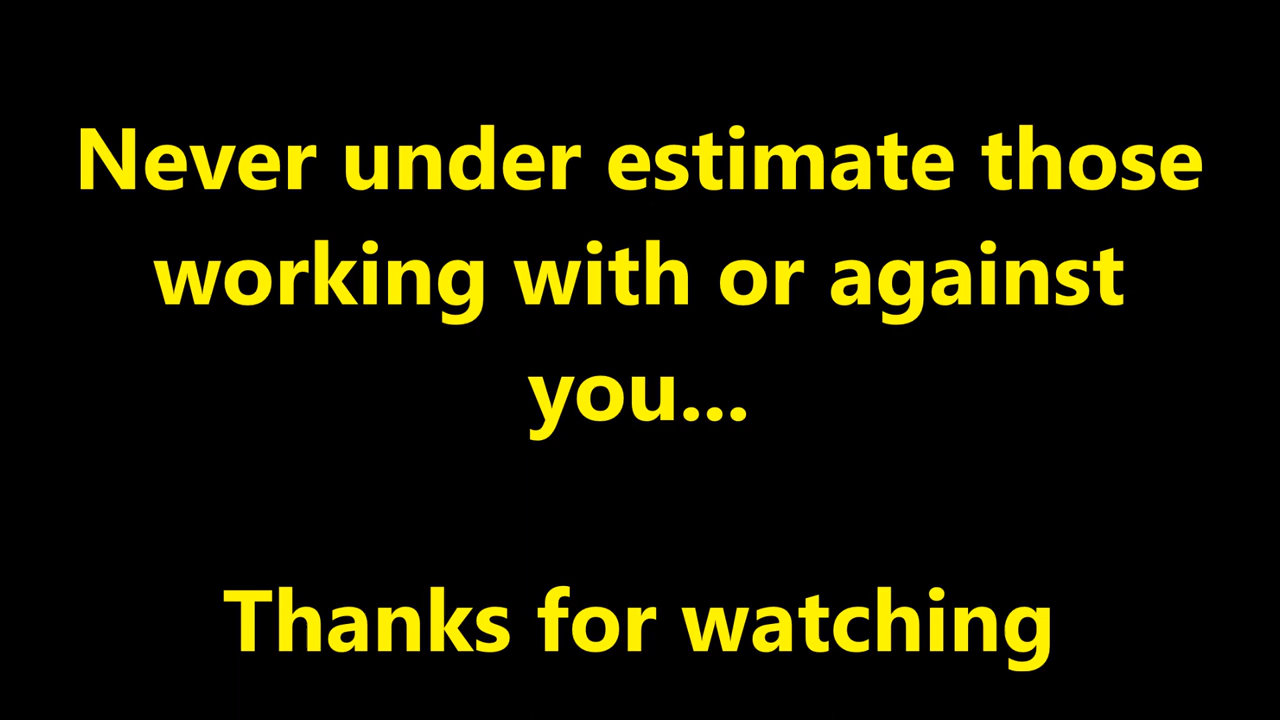 Never under estimate those
working with or against
you...
Thanks for watching